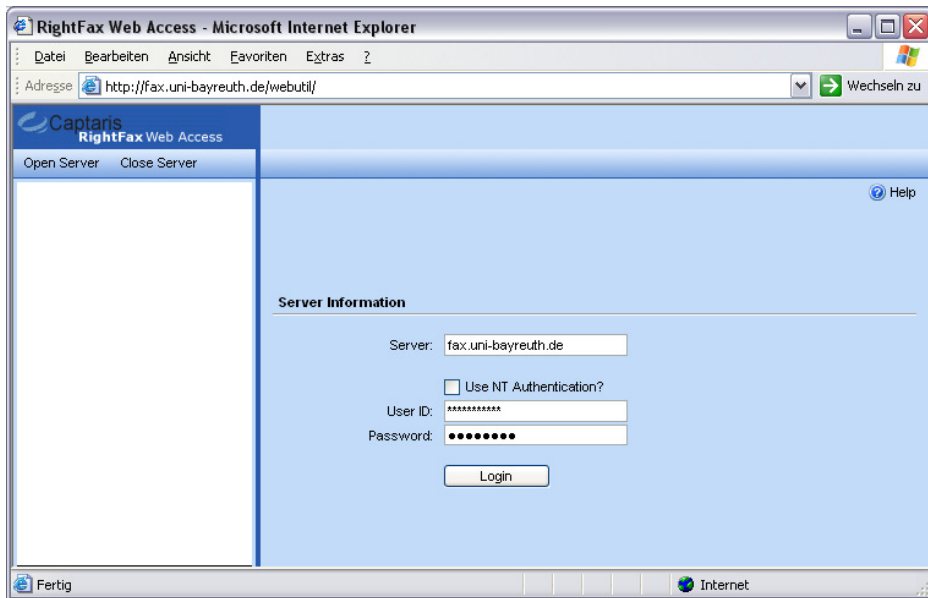 RightFax Web Access - Microsoft Internet Explorer
Datei Bearbeiten Ansicht Favoriten Extras ?
Adresse http://fax.uni-bayreuth.de/webutil/ Wechseln zu
Captaris
RightFax Web Access
Open Server Close Server
Help
Server Information
Server: fax.uni-bayreuth.de
Use NT Authentication?
User ID: ***********
Password: ●●●●●●●●
Login
Fertig Internet